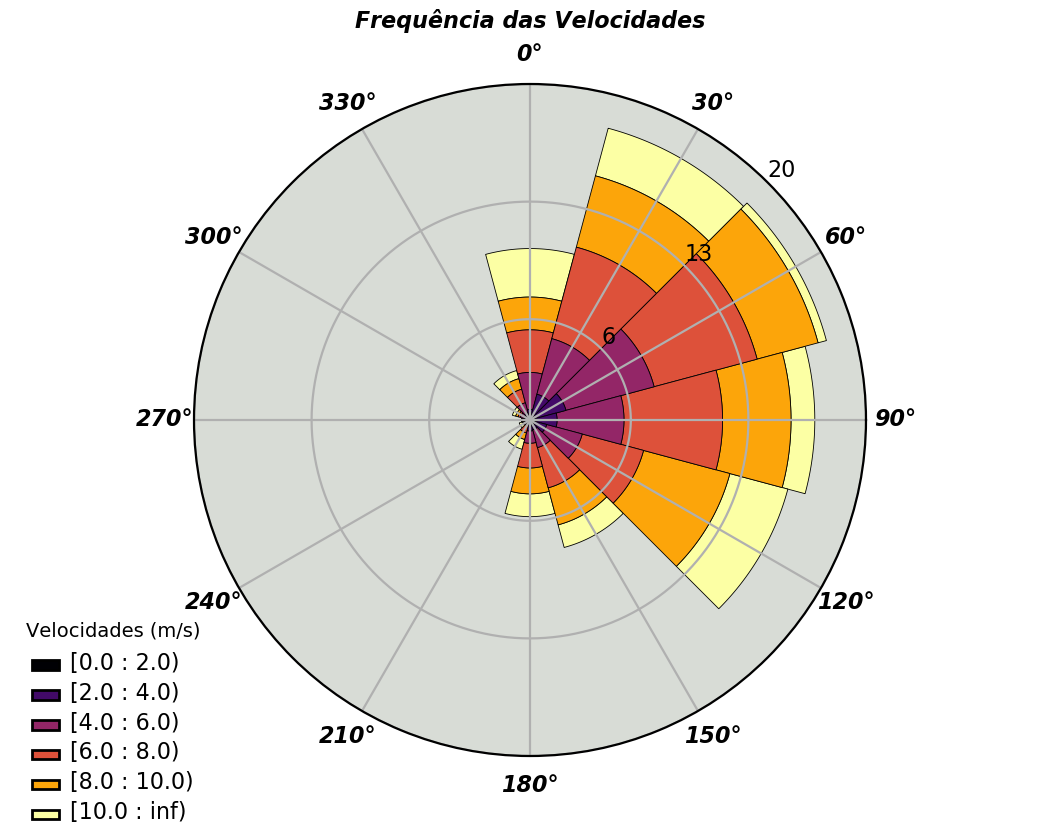 Frequência das Velocidades
0°
330°
30°
20
300°
60°
13
6
270°
90°
240°
120°
210°
150°
180°
Velocidades (m/s)
[0.0 : 2.0)
[2.0 : 4.0)
[4.0 : 6.0)
[6.0 : 8.0)
[8.0 : 10.0)
[10.0 : inf)